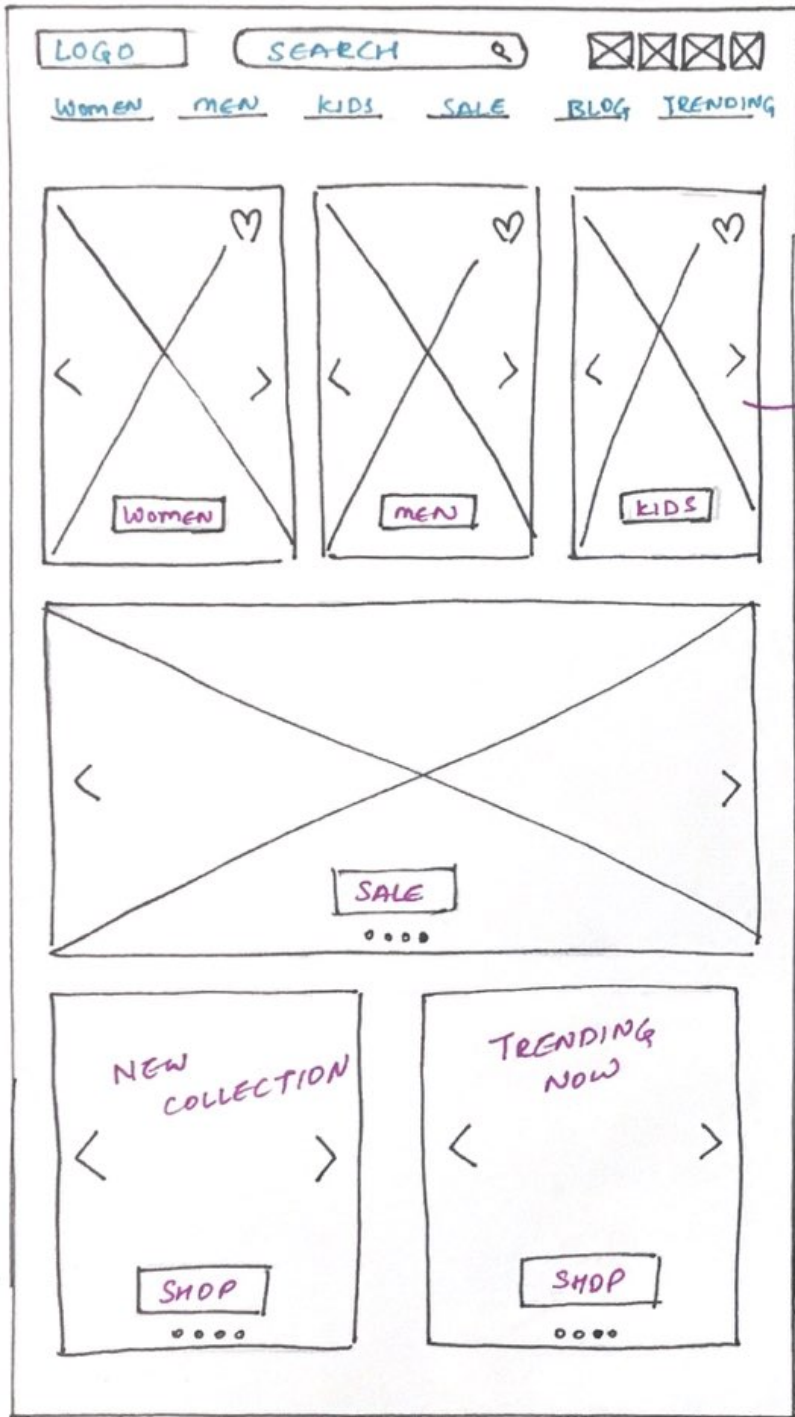 LOGO
SEARCH
WOMEN MEN KIDS SALE BLOG TRENDING
WOMEN
MEN
KIDS
SALE
NEW
COLLECTION
SHOP
TRENDING
NOW
SHOP